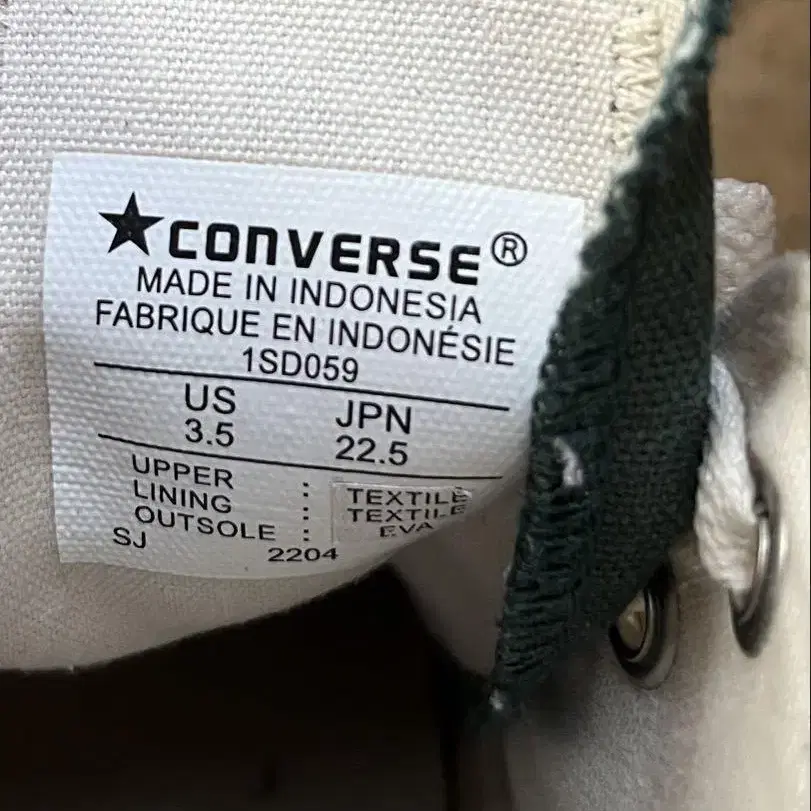 ★CONVERSE®
MADE IN INDONESIA
FABRIQUE EN INDONÉSIE
1SD059
US JPN
3.5 22.5
UPPER : TEXTILE
LINING : TEXTILE
OUTSOLE : EVA
SJ 2204